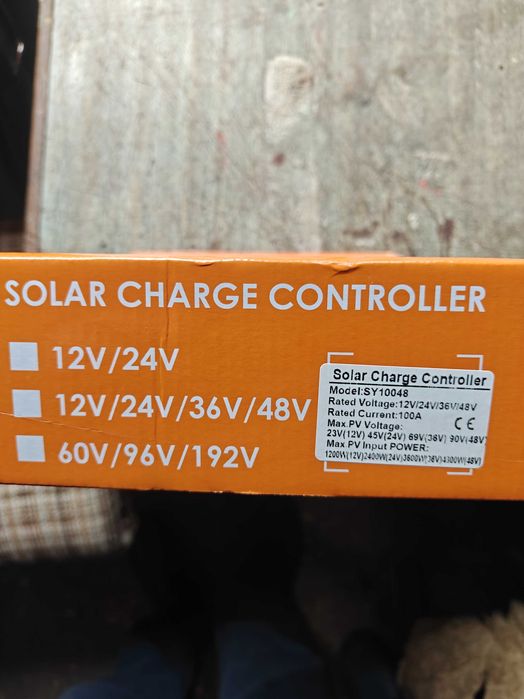 SOLAR CHARGE CONTROLLER
12V/24V
12V/24V/36V/48V
60V/96V/192V
Solar Charge Controller
Model:SY10048
Rated Voltage:12V/24V/36V/48V
Rated Current:100A
CE
Max.PV Voltage:
23V(12V) 45V(24V) 69V(36V) 90V(48V)
Max.PV Input POWER:
1200W(12V)2400W(24V)3600W(36V)4300W(48V)